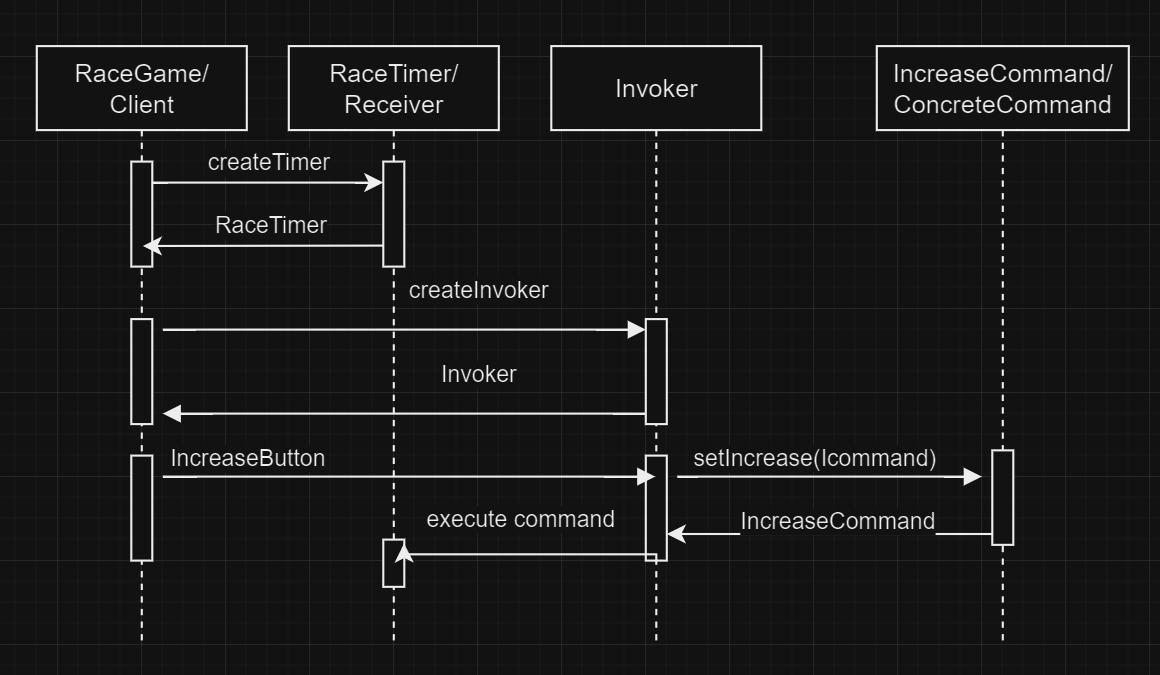 RaceGame/
Client
RaceTimer/
Receiver
Invoker
IncreaseCommand/
ConcreteCommand
createTimer
RaceTimer
createInvoker
Invoker
IncreaseButton
setIncrease(Icommand)
execute command
IncreaseCommand